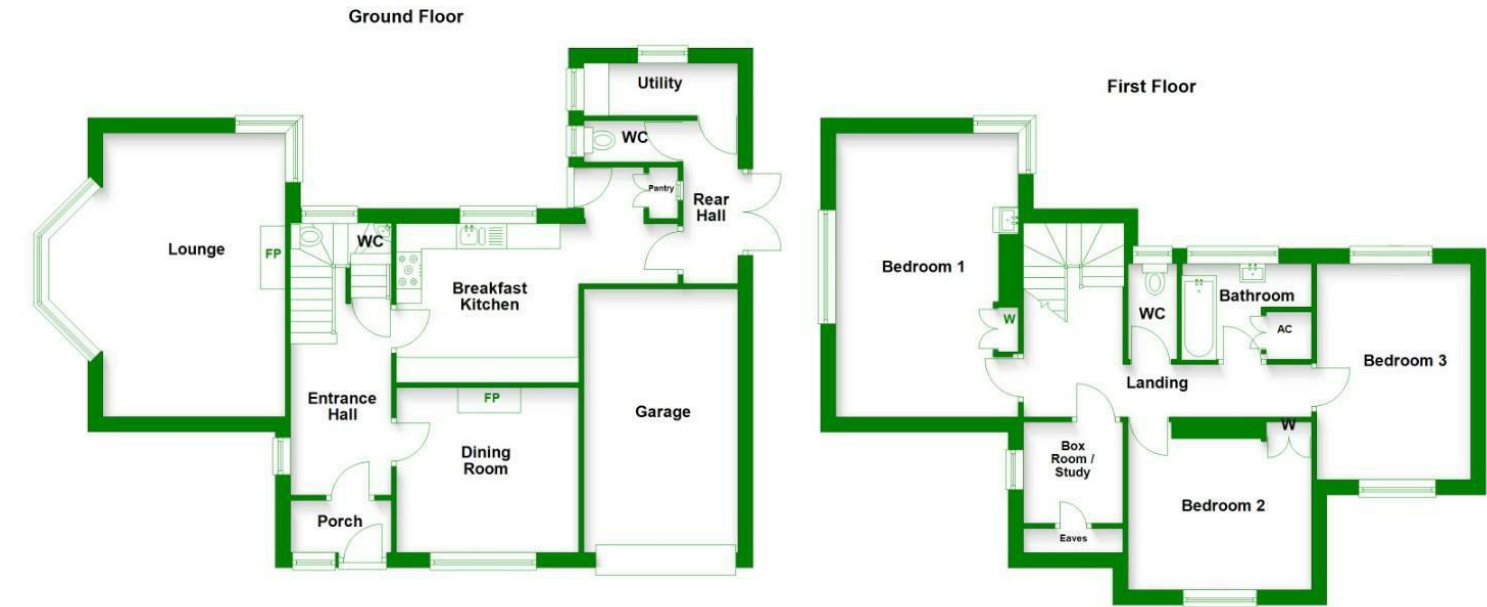 Ground Floor
Utility
WC
Pantry
Rear
Hall
WC
Lounge
FP
Breakfast
Kitchen
Entrance
Hall
FP
Garage
Dining
Room
Porch
First Floor
Bedroom 1
W
WC
Bathroom
AC
Bedroom 3
Landing
W
Box
Room /
Study
Bedroom 2
Eaves